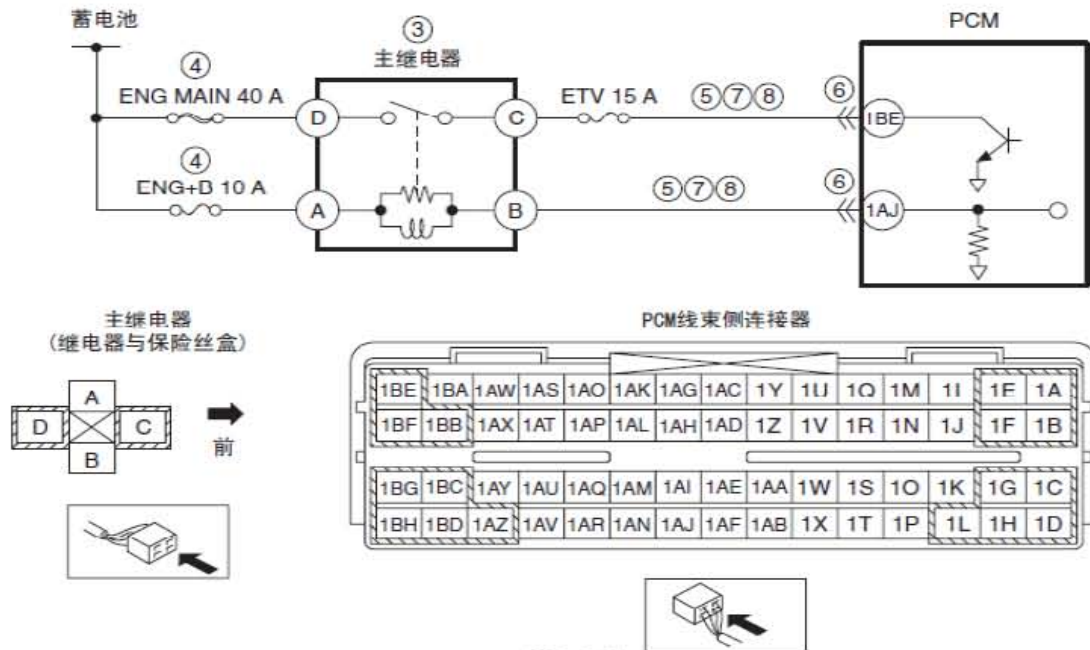 蓄电池
③
PCM
④
主继电器
ENG MAIN 40 A
ETV 15 A
⑤⑦⑧
⑥
D
C
1BE
④
ENG+B 10 A
⑤⑦⑧
⑥
A
B
1AJ
主继电器
(继电器与保险丝盒)
PCM线束侧连接器
A
D
C
B
前
1BE 1BA 1AW 1AS 1AO 1AK 1AG 1AC 1Y 1U 1Q 1M 1I 1E 1A
1BF 1BB 1AX 1AT 1AP 1AL 1AH 1AD 1Z 1V 1R 1N 1J 1F 1B
1BG 1BC 1AY 1AU 1AQ 1AM 1AI 1AE 1AA 1W 1S 1O 1K 1G 1C
1BH 1BD 1AZ 1AV 1AR 1AN 1AJ 1AF 1AB 1X 1T 1P 1L 1H 1D